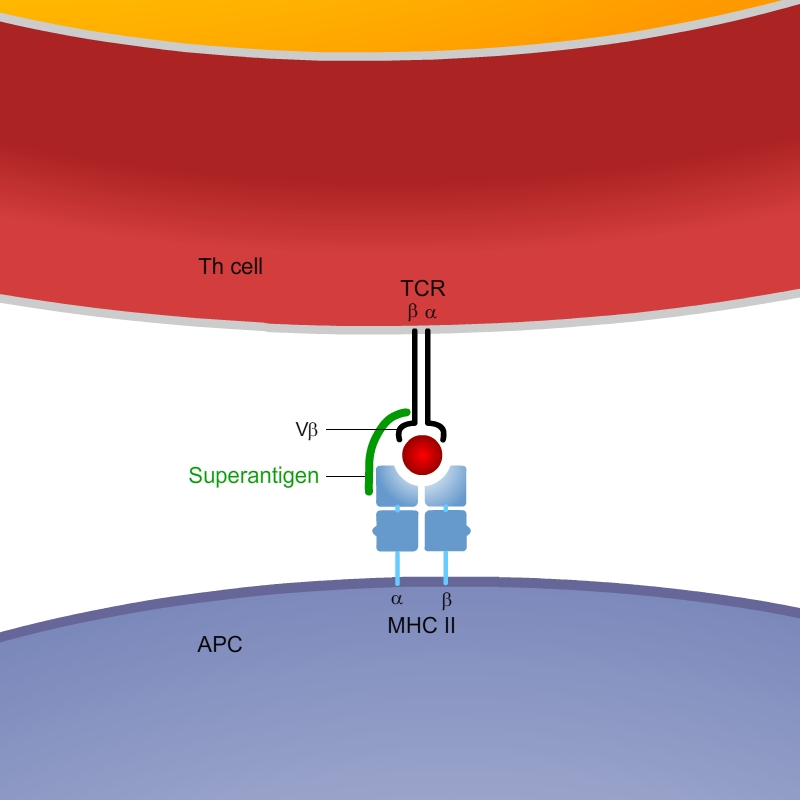 Th cell
TCR
β α
Vβ
Superantigen
α β
MHC II
APC